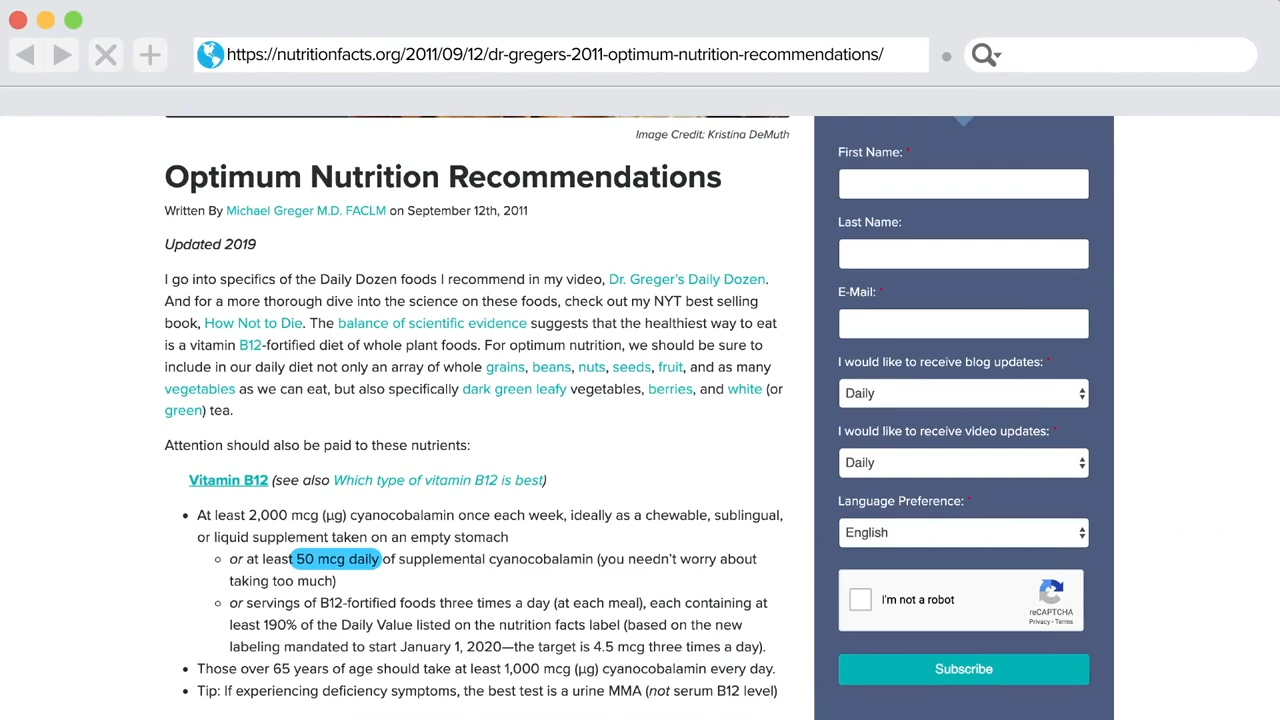 https://nutritionfacts.org/2011/09/12/dr-gregers-2011-optimum-nutrition-recommendations/
Image Credit: Kristina DeMuth
Optimum Nutrition Recommendations
Written By Michael Greger M.D. FACLM on September 12th, 2011
Updated 2019
I go into specifics of the Daily Dozen foods I recommend in my video, Dr. Greger's Daily Dozen.
And for a more thorough dive into the science on these foods, check out my NYT best selling
book, How Not to Die. The balance of scientific evidence suggests that the healthiest way to eat
is a vitamin B12-fortified diet of whole plant foods. For optimum nutrition, we should be sure to
include in our daily diet not only an array of whole grains, beans, nuts, seeds, fruit, and as many
vegetables as we can eat, but also specifically dark green leafy vegetables, berries, and white (or
green) tea.
Attention should also be paid to these nutrients:
Vitamin B12 (see also Which type of vitamin B12 is best)
• At least 2,000 mcg (µg) cyanocobalamin once each week, ideally as a chewable, sublingual,
or liquid supplement taken on an empty stomach
○ or at least 50 mcg daily of supplemental cyanocobalamin (you needn't worry about
taking too much)
○ or servings of B12-fortified foods three times a day (at each meal), each containing at
least 190% of the Daily Value listed on the nutrition facts label (based on the new
labeling mandated to start January 1, 2020—the target is 4.5 mcg three times a day).
• Those over 65 years of age should take at least 1,000 mcg (µg) cyanocobalamin every day.
• Tip: If experiencing deficiency symptoms, the best test is a urine MMA (not serum B12 level)
First Name: *
Last Name:
E-Mail: *
I would like to receive blog updates: *
Daily
I would like to receive video updates: *
Daily
Language Preference: *
English
I'm not a robot
reCAPTCHA
Privacy - Terms
Subscribe